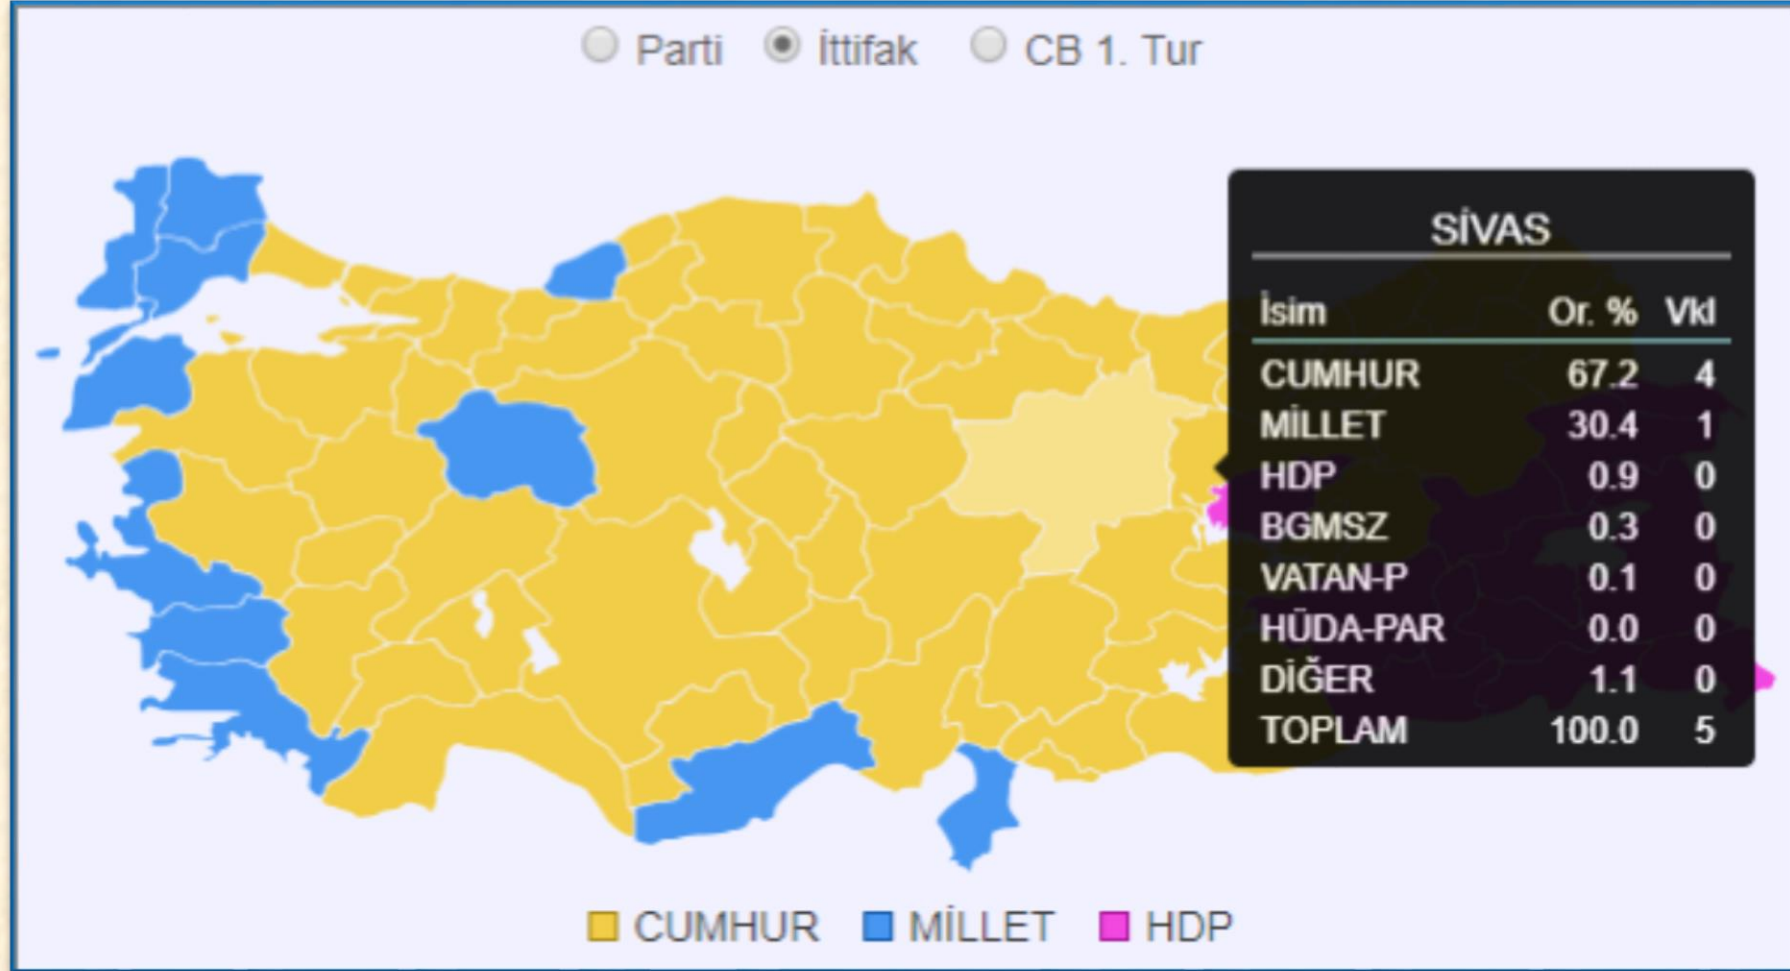 Parti İttifak CB 1. Tur
SİVAS
İsim Or. % Vkl
CUMHUR 67.2 4
MİLLET 30.4 1
HDP 0.9 0
BGMSZ 0.3 0
VATAN-P 0.1 0
HÜDA-PAR 0.0 0
DİĞER 1.1 0
TOPLAM 100.0 5
CUMHUR MİLLET HDP